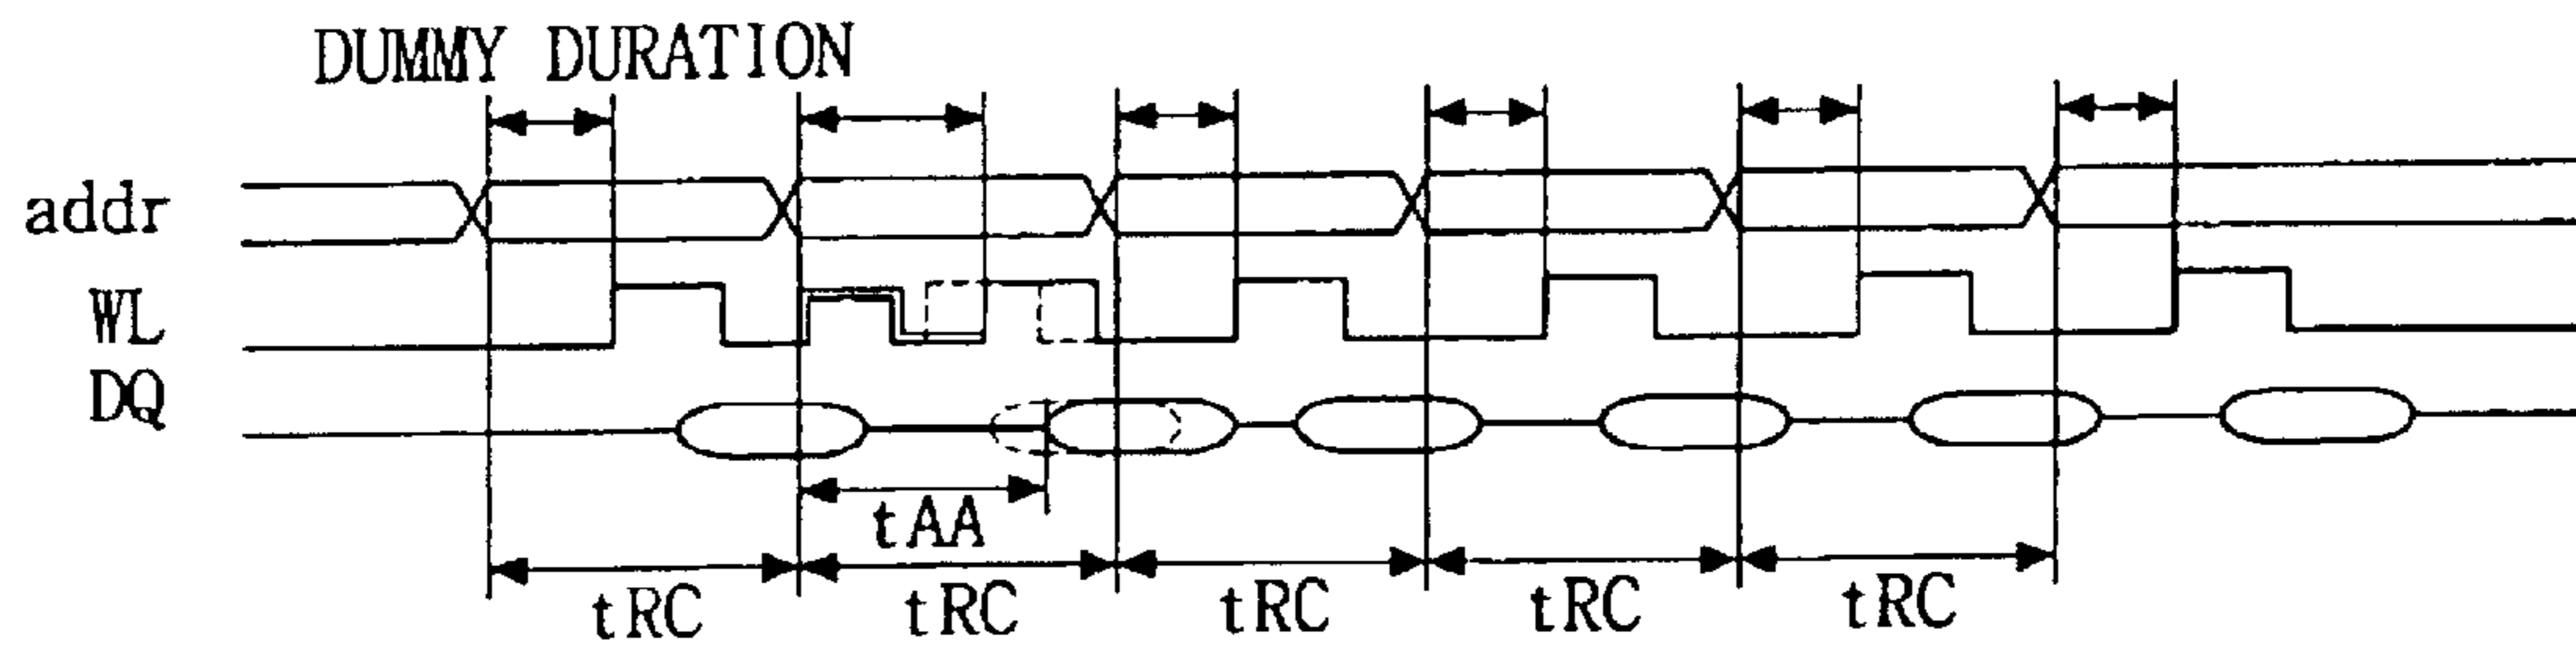 DUMMY DURATION
addr
WL
DQ
tAA
tRC tRC tRC tRC tRC